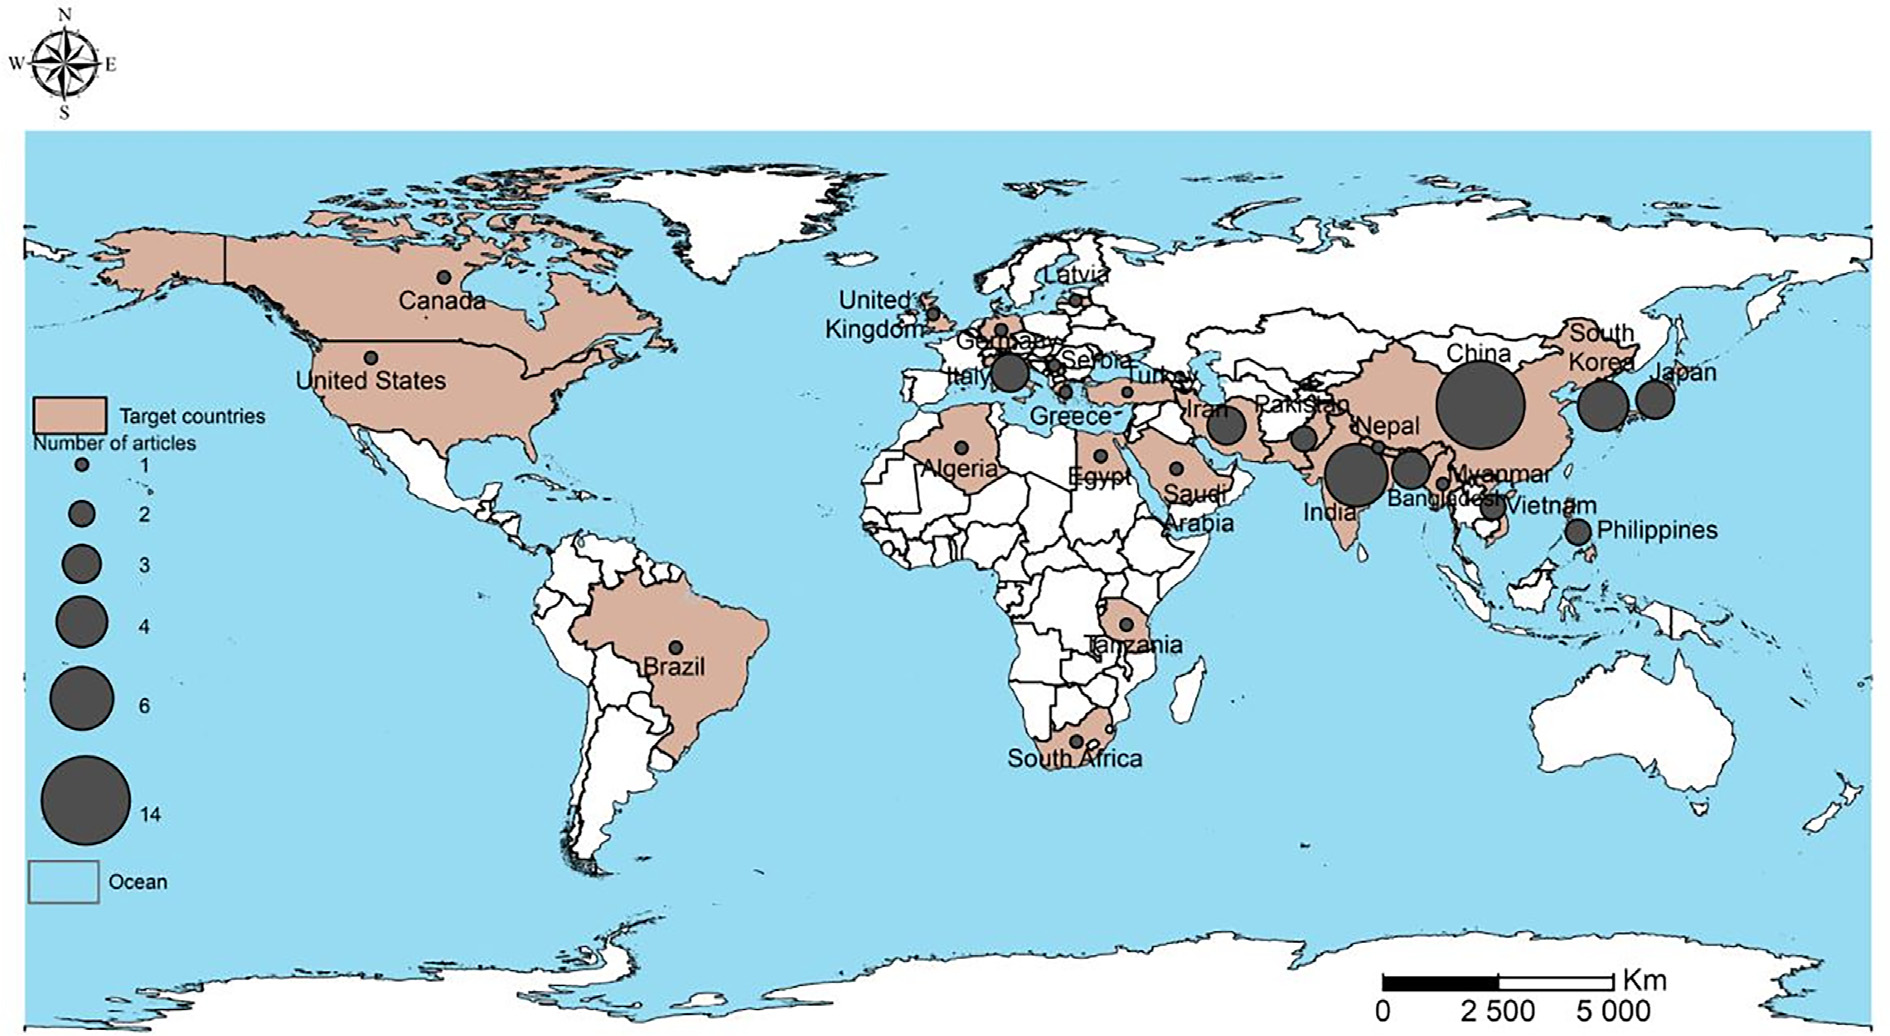 N
W E
S
Canada
United States
Latvia
United
Kingdom
Germany
Serbia
Italy
Turkey
Greece
Iran
Pakistan
Nepal
China
South
Korea
Japan
Algeria
Egypt
Saudi
Arabia
India
Bangladesh
Myanmar
Vietnam
Philippines
Brazil
Tanzania
South Africa
Target countries
Number of articles
1
2
3
4
6
14
Ocean
Km
0 2 500 5 000